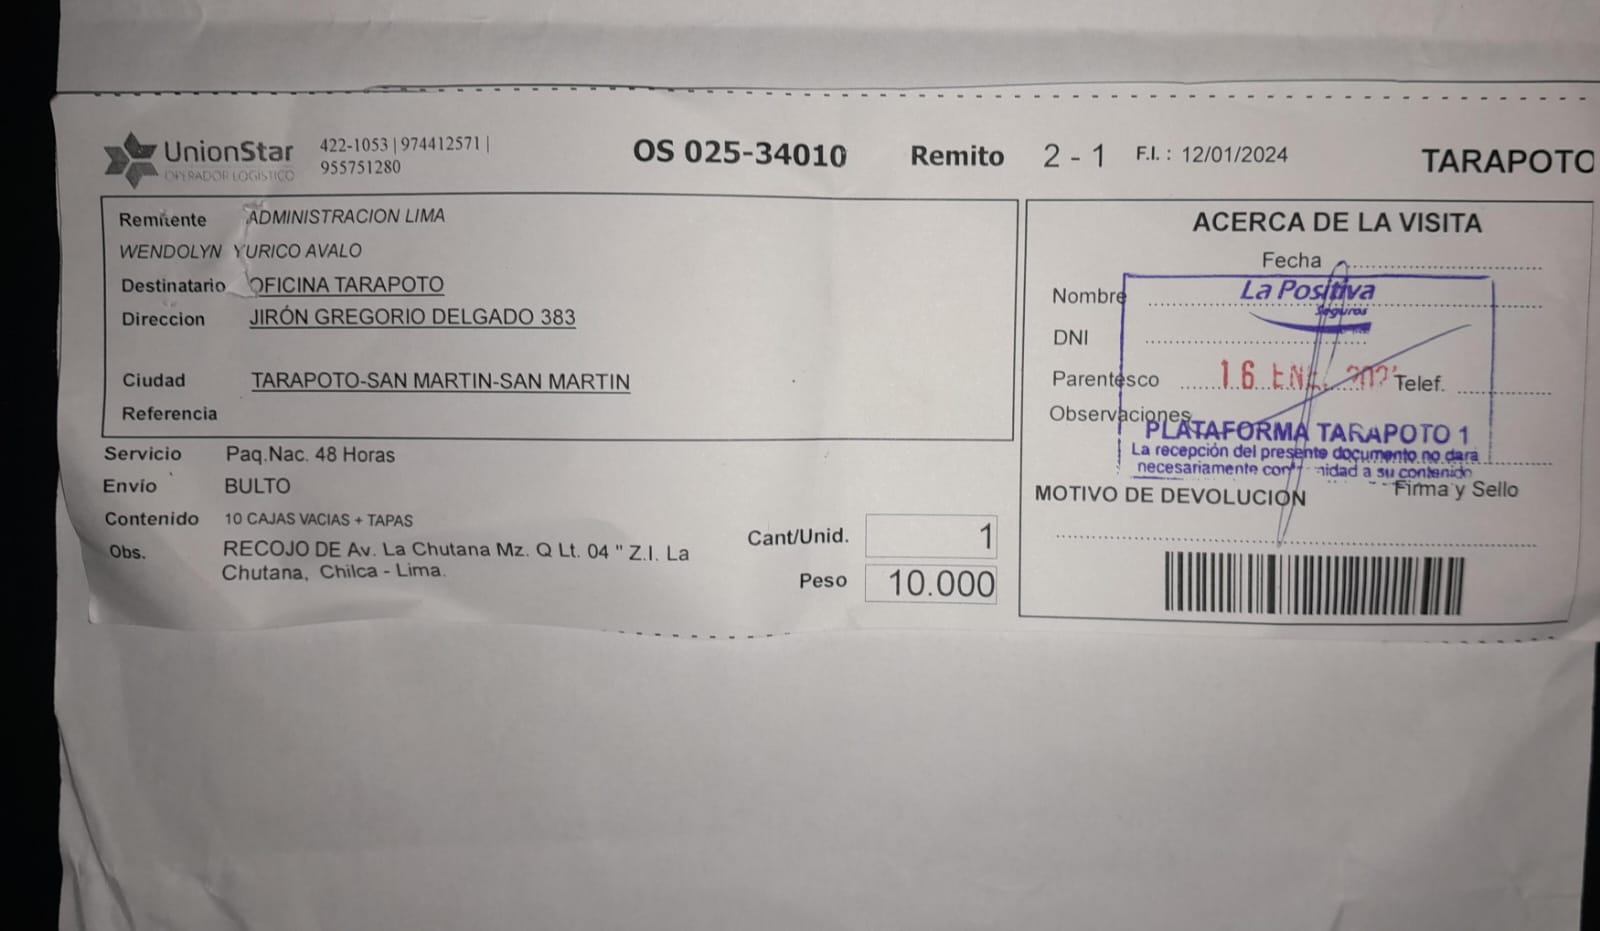 UnionStar
OPERADOR LOGISTICO
422-1053 | 974412571 |
955751280
OS 025-34010
Remito 2 - 1
F.I. : 12/01/2024
TARAPOTO
Remitente ADMINISTRACION LIMA
WENDOLYN YURICO AVALO
Destinatario OFICINA TARAPOTO
Direccion JIRÓN GREGORIO DELGADO 383
Ciudad TARAPOTO-SAN MARTIN-SAN MARTIN
Referencia
Servicio Paq.Nac. 48 Horas
Envío BULTO
Contenido 10 CAJAS VACIAS + TAPAS
Obs. RECOJO DE Av. La Chutana Mz. Q Lt. 04 " Z.I. La
Chutana, Chilca - Lima.
Cant/Unid. 1
Peso 10.000
ACERCA DE LA VISITA
Fecha
Nombre
La Positiva
Seguros
DNI
Parentesco
16 ENE.
Telef.
Observaciones
PLATAFORMA TARAPOTO 1
La recepción del presente documento no dara
necesariamente a su contenido
Firma y Sello
MOTIVO DE DEVOLUCION